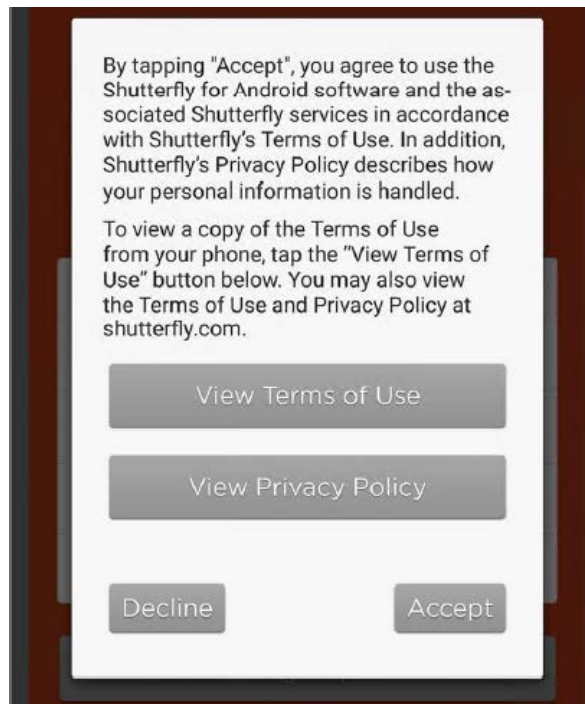 By tapping "Accept", you agree to use the
Shutterfly for Android software and the as-
sociated Shutterfly services in accordance
with Shutterfly's Terms of Use. In addition,
Shutterfly's Privacy Policy describes how
your personal information is handled.
To view a copy of the Terms of Use
from your phone, tap the "View Terms of
Use" button below. You may also view
the Terms of Use and Privacy Policy at
shutterfly.com.
View Terms of Use
View Privacy Policy
Decline
Accept